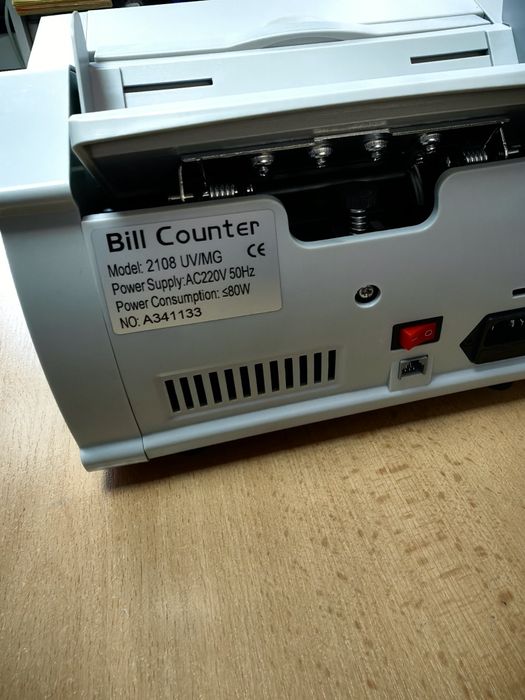 Bill Counter
Model: 2108 UV/MG CE
Power Supply:AC220V 50Hz
Power Consumption: ≤80W
NO: A341133